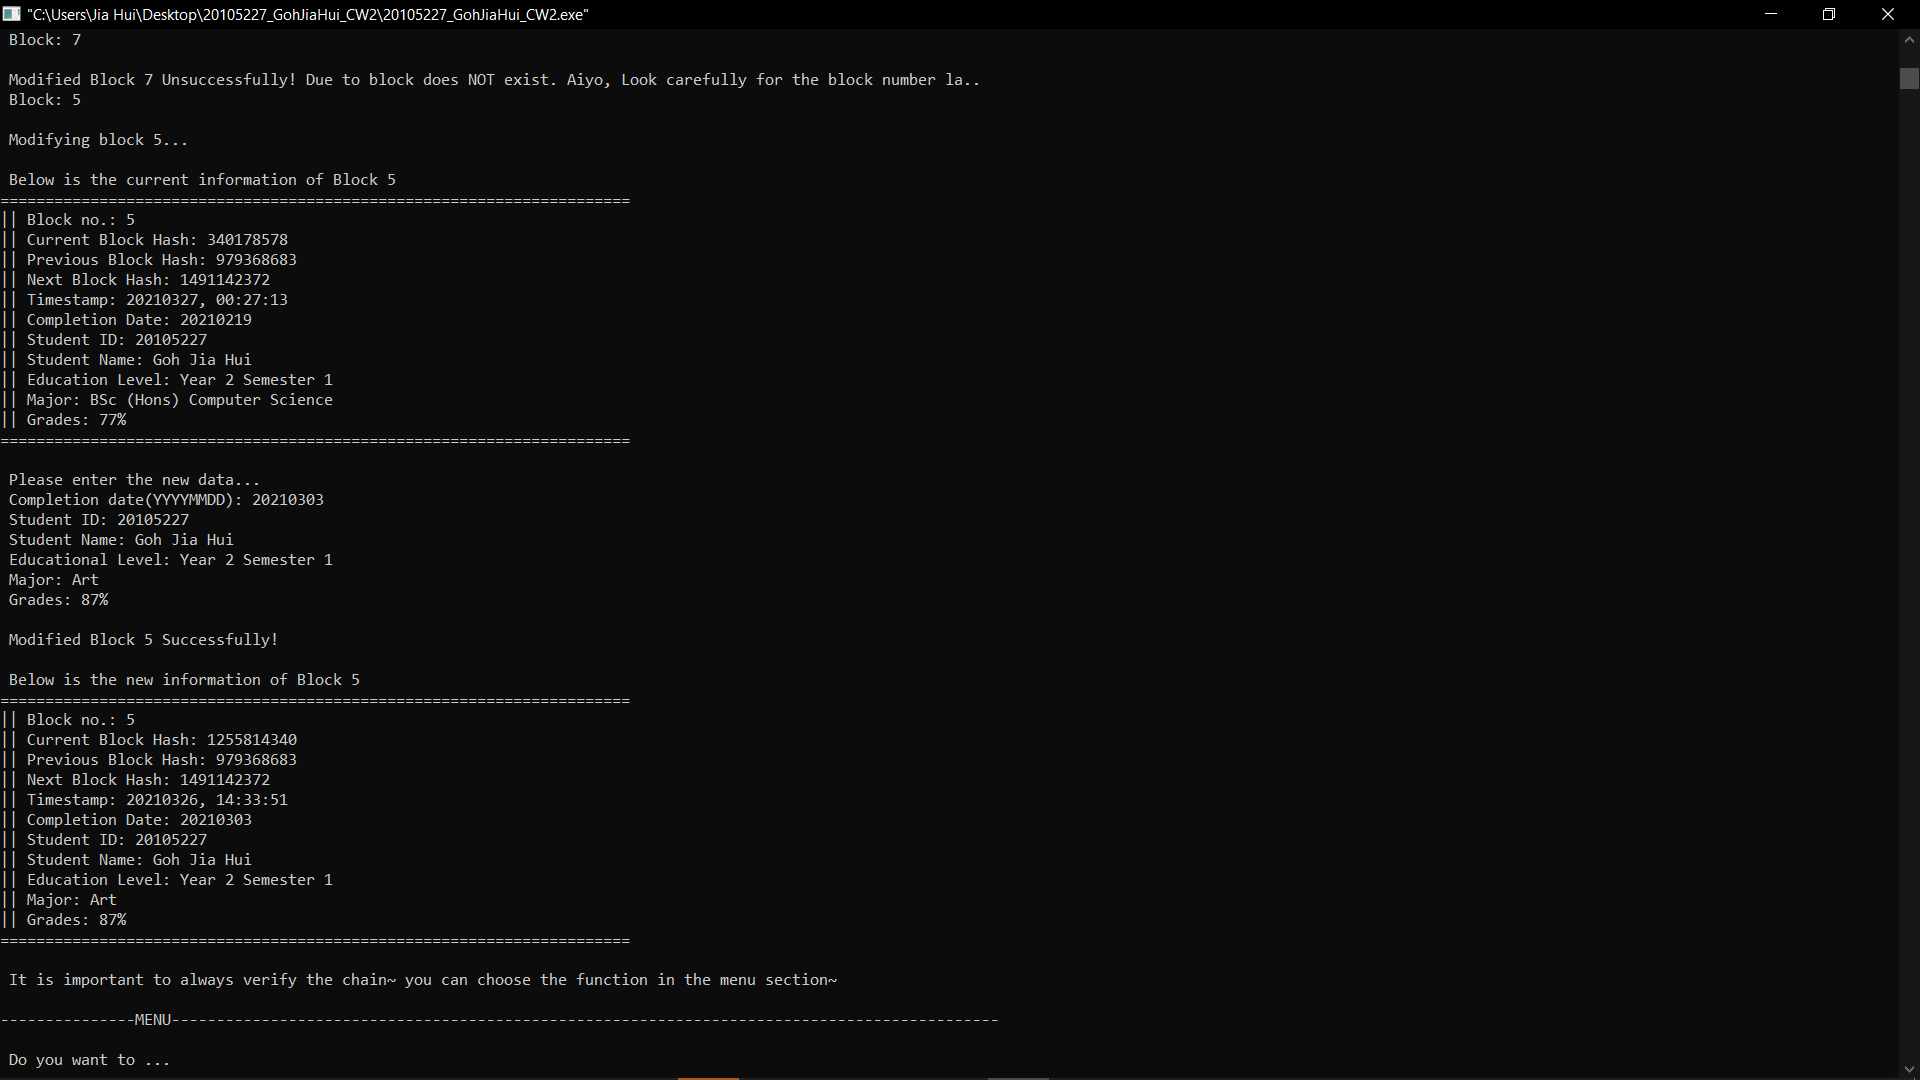 "C:\Users\Jia Hui\Desktop\20105227_GohJiaHui_CW2\20105227_GohJiaHui_CW2.exe"
Block: 7
Modified Block 7 Unsuccessfully! Due to block does NOT exist. Aiyo, Look carefully for the block number la..
Block: 5
Modifying block 5...
Below is the current information of Block 5
======================================================================
|| Block no.: 5
|| Current Block Hash: 340178578
|| Previous Block Hash: 979368683
|| Next Block Hash: 1491142372
|| Timestamp: 20210327, 00:27:13
|| Completion Date: 20210219
|| Student ID: 20105227
|| Student Name: Goh Jia Hui
|| Education Level: Year 2 Semester 1
|| Major: BSc (Hons) Computer Science
|| Grades: 77%
======================================================================
Please enter the new data...
Completion date(YYYYMMDD): 20210303
Student ID: 20105227
Student Name: Goh Jia Hui
Educational Level: Year 2 Semester 1
Major: Art
Grades: 87%
Modified Block 5 Successfully!
Below is the new information of Block 5
======================================================================
|| Block no.: 5
|| Current Block Hash: 1255814340
|| Previous Block Hash: 979368683
|| Next Block Hash: 1491142372
|| Timestamp: 20210326, 14:33:51
|| Completion Date: 20210303
|| Student ID: 20105227
|| Student Name: Goh Jia Hui
|| Education Level: Year 2 Semester 1
|| Major: Art
|| Grades: 87%
======================================================================
It is important to always verify the chain~ you can choose the function in the menu section~
---------------MENU--------------------------------------------------------------------------------------------
Do you want to ...